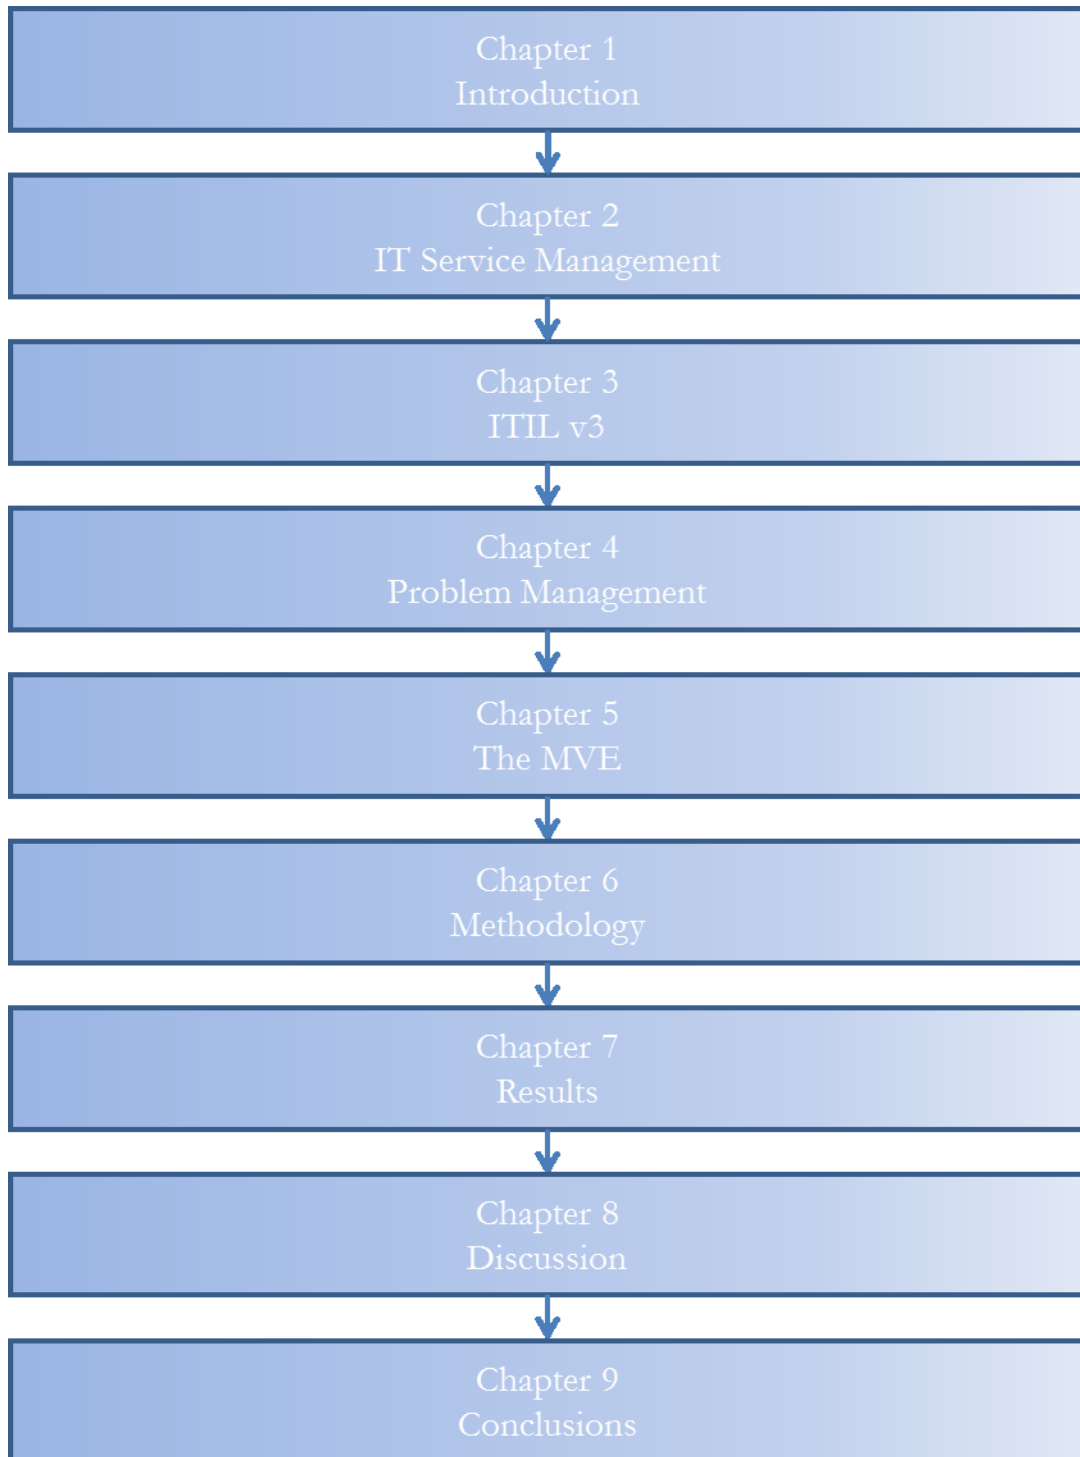 Chapter 1
Introduction
Chapter 2
IT Service Management
Chapter 3
ITIL v3
Chapter 4
Problem Management
Chapter 5
The MVE
Chapter 6
Methodology
Chapter 7
Results
Chapter 8
Discussion
Chapter 9
Conclusions